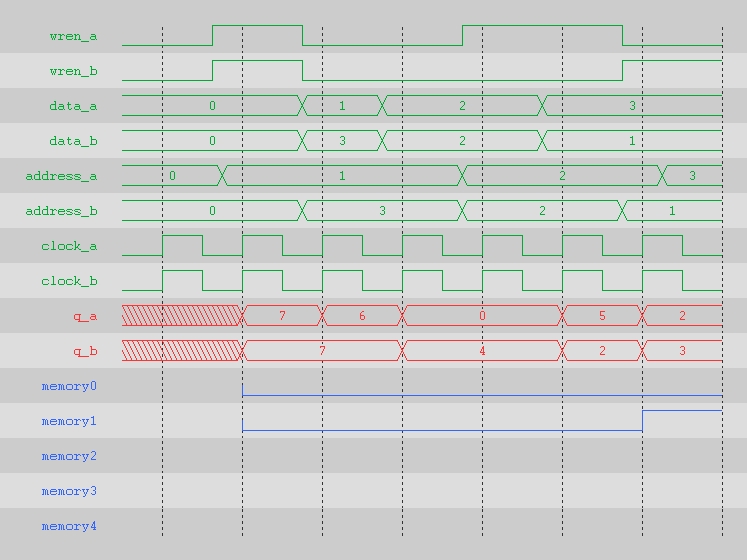 wren_a
wren_b
data_a 0 1 2 3
data_b 0 3 2 1
address_a 0 1 2 3
address_b 0 3 2 1
clock_a
clock_b
q_a 7 6 0 5 2
q_b 7 4 2 3
memory0
memory1
memory2
memory3
memory4